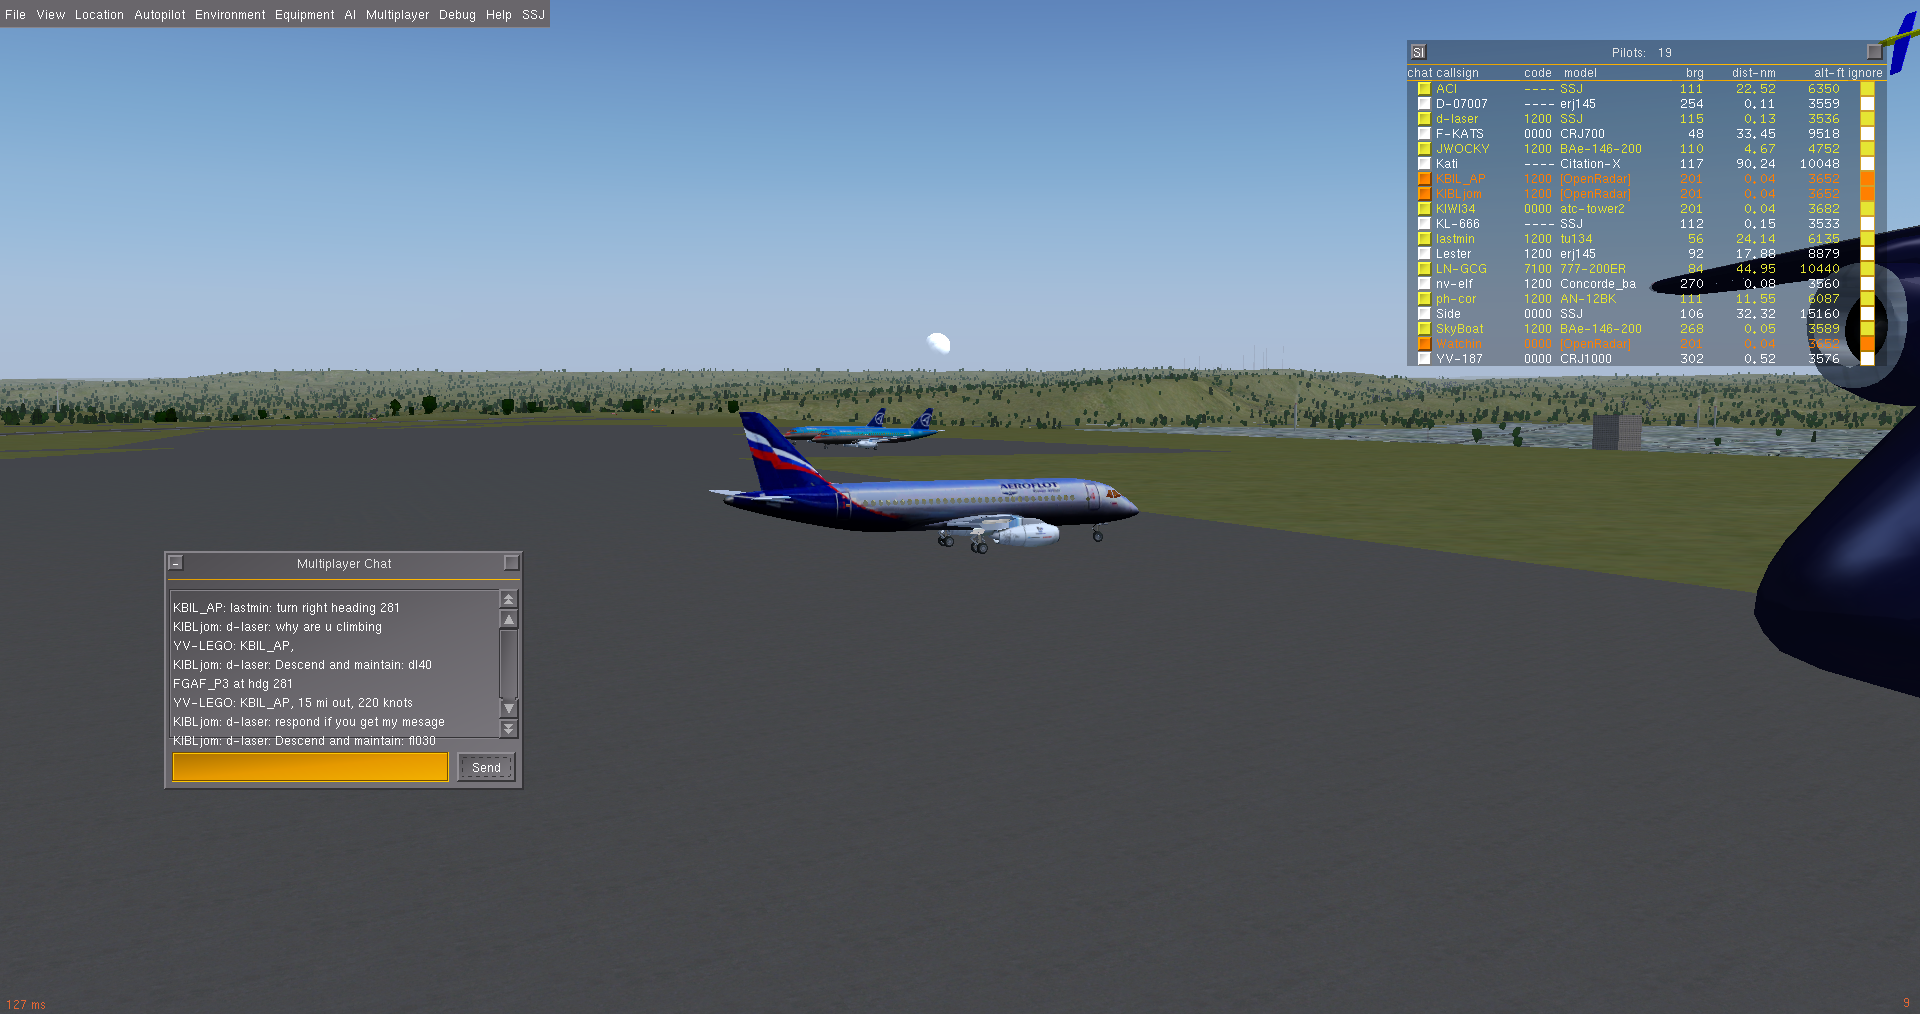 File View Location Autopilot Environment Equipment AI Multiplayer Debug Help SSJ
SI Pilots: 19
chat callsign code model brg dist-nm alt-ft ignore
ACI ---- SSJ 111 22.52 6350
D-07007 ---- erj145 254 0.11 3559
d-laser 1200 SSJ 115 0.13 3536
F-KATS 0000 CRJ700 48 33.45 9518
JWOCKY 1200 BAe-146-200 110 4.67 4752
Kati ---- Citation-X 117 90.24 10048
KBIL_AP 1200 [OpenRadar] 201 0.04 3652
KIBLjom 1200 [OpenRadar] 201 0.04 3652
KIWI34 0000 atc-tower2 201 0.04 3682
KL-666 ---- SSJ 112 0.15 3533
lastmin 1200 tu134 56 24.14 6135
Lester 1200 erj145 92 17.88 8879
LN-GCG 7100 777-200ER 84 44.95 10440
nv-elf 1200 Concorde_ba 270 0.08 3560
ph-cor 1200 AN-12BK 111 11.55 6087
Side 0000 SSJ 106 32.32 15160
SkyBoat 1200 BAe-146-200 268 0.05 3589
Watchin 0000 [OpenRadar] 201 0.04 3652
YV-187 0000 CRJ1000 302 0.52 3576
AEROFLOT
Multiplayer Chat
KBIL_AP: lastmin: turn right heading 281
KIBLjom: d-laser: why are u climbing
YV-LEGO: KBIL_AP,
KIBLjom: d-laser: Descend and maintain: dl40
FGAF_P3 at hdg 281
YV-LEGO: KBIL_AP, 15 mi out, 220 knots
KIBLjom: d-laser: respond if you get my mesage
KIBLjom: d-laser: Descend and maintain: fl030
Send
127 ms
9